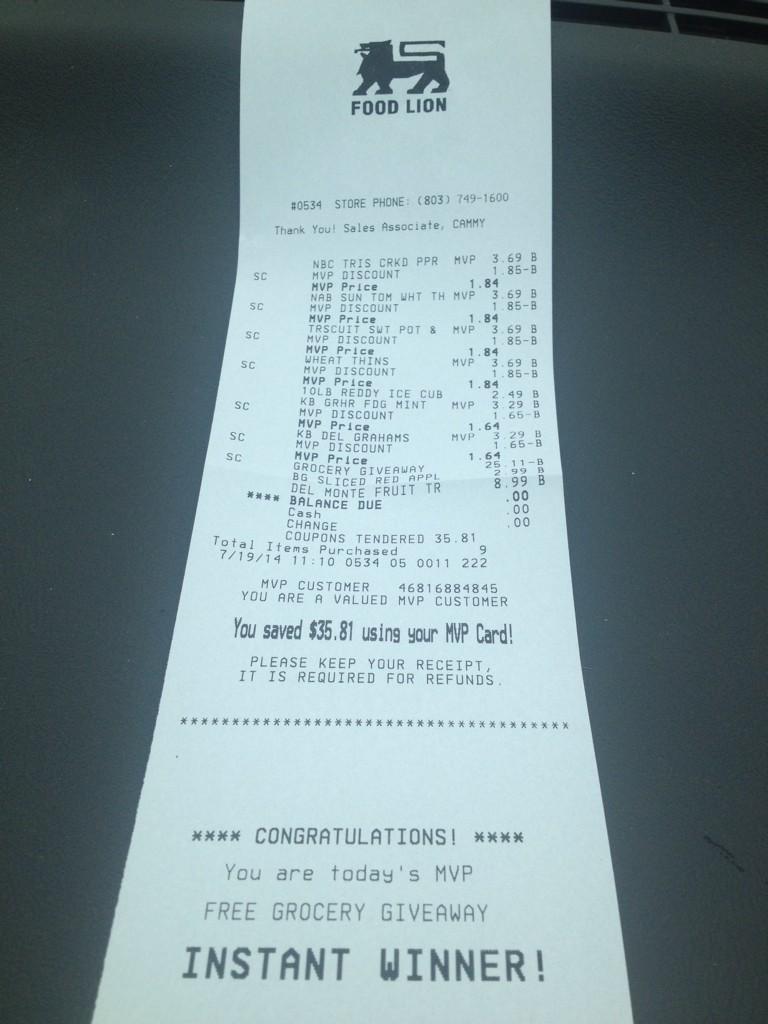 FOOD LION
#0534 STORE PHONE: (803) 749-1600
Thank You! Sales Associate, CAMMY
NBC TRIS CRKD PPR MVP 3.69 B
SC MVP DISCOUNT 1.85-B
MVP Price 1.84
NAB SUN TOM WHT TH MVP 3.69 B
SC MVP DISCOUNT 1.85-B
MVP Price 1.84
TRSCUIT SWT POT & MVP 3.69 B
SC MVP DISCOUNT 1.85-B
MVP Price 1.84
WHEAT THINS MVP 3.69 B
SC MVP DISCOUNT 1.85-B
MVP Price 1.84
10LB REDDY ICE CUB 2.49 B
KB GRHR FDG MINT MVP 3.29 B
SC MVP DISCOUNT 1.65-B
MVP Price 1.64
KB DEL GRAHAMS MVP 3.29 B
SC MVP DISCOUNT 1.65-B
MVP Price 1.64
SC GROCERY GIVEAWAY 25.11-B
BG SLICED RED APPL 2.99 B
DEL MONTE FRUIT TR 8.99 B
**** BALANCE DUE .00
Cash .00
CHANGE .00
COUPONS TENDERED 35.81
Total Items Purchased 9
7/19/14 11:10 0534 05 0011 222
MVP CUSTOMER 46816884845
YOU ARE A VALUED MVP CUSTOMER
You saved $35.81 using your MVP Card!
PLEASE KEEP YOUR RECEIPT,
IT IS REQUIRED FOR REFUNDS.
************************************
**** CONGRATULATIONS! ****
You are today's MVP
FREE GROCERY GIVEAWAY
INSTANT WINNER!